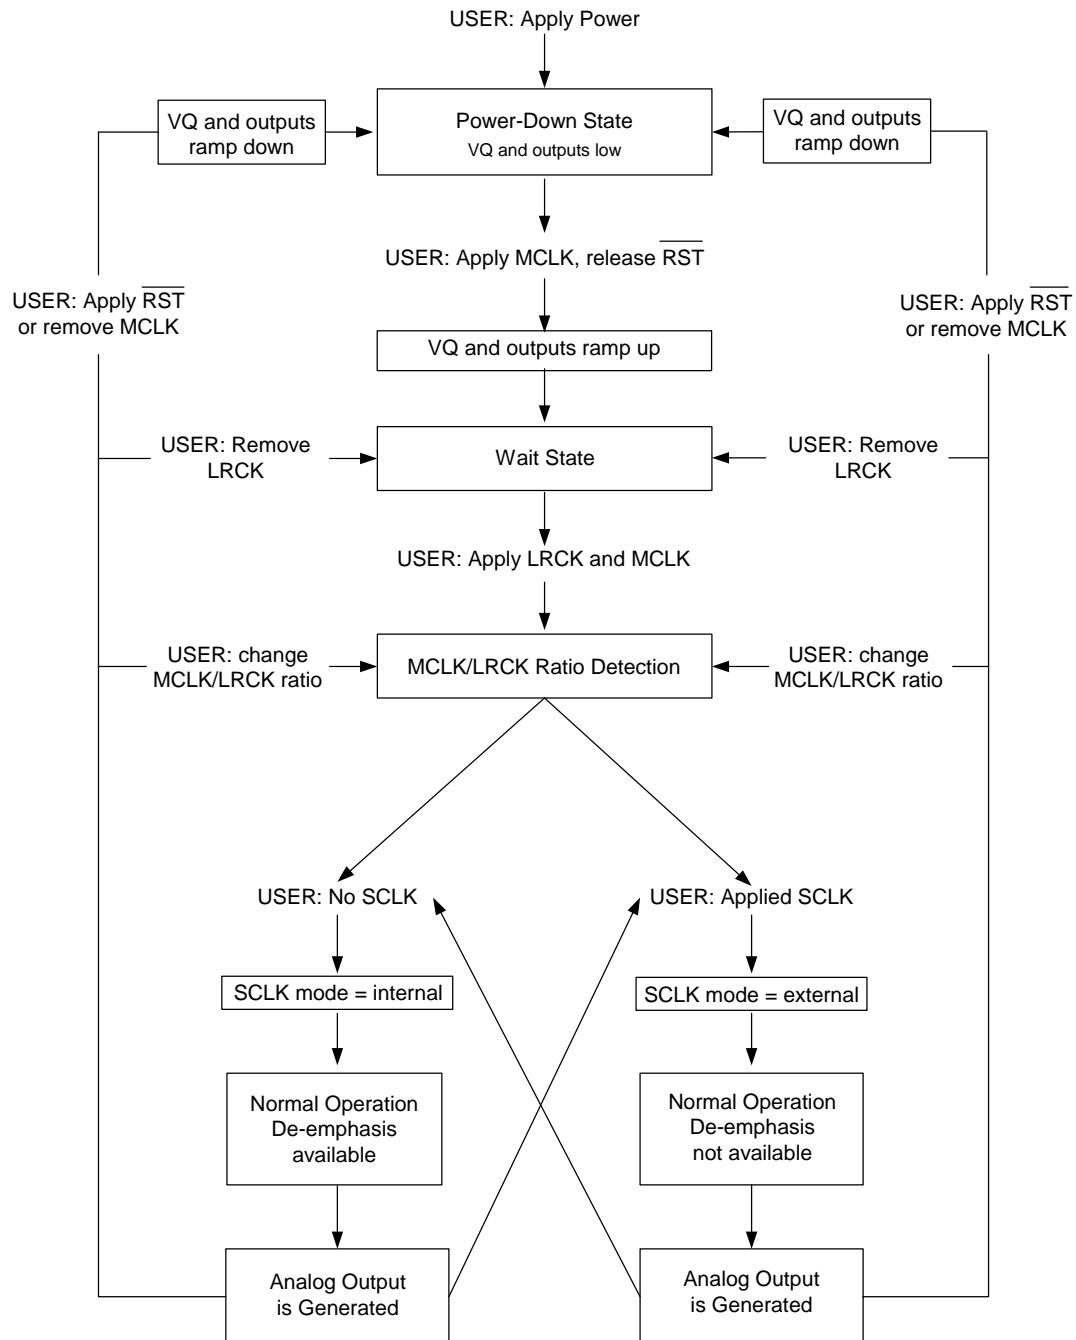 USER: Apply Power
VQ and outputs
ramp down
Power-Down State
VQ and outputs low
VQ and outputs
ramp down
USER: Apply MCLK, release RST
USER: Apply RST
or remove MCLK
USER: Apply RST
or remove MCLK
VQ and outputs ramp up
USER: Remove
LRCK
Wait State
USER: Remove
LRCK
USER: Apply LRCK and MCLK
USER: change
MCLK/LRCK ratio
MCLK/LRCK Ratio Detection
USER: change
MCLK/LRCK ratio
USER: No SCLK
USER: Applied SCLK
SCLK mode = internal
SCLK mode = external
Normal Operation
De-emphasis
available
Normal Operation
De-emphasis
not available
Analog Output
is Generated
Analog Output
is Generated